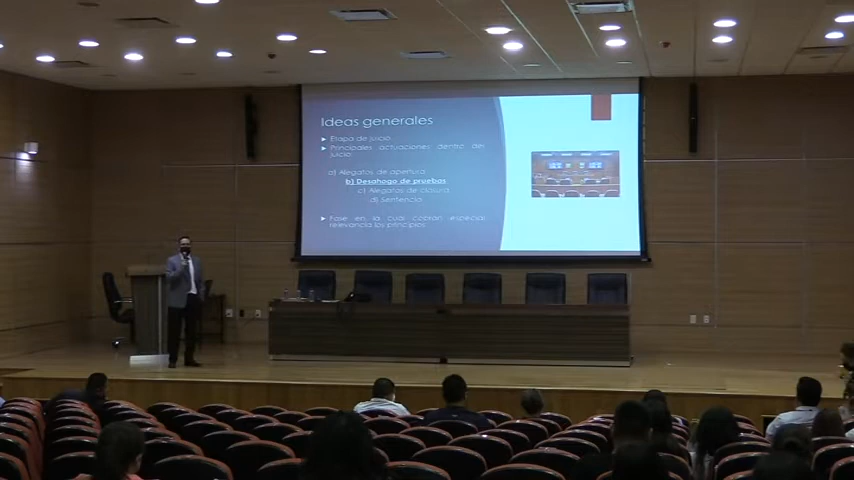 Ideas generales
Etapa de juicio.
Principales actuaciones dentro del
juicio
a) Alegatos de apertura
b) Desahogo de pruebas
c) Alegatos de clausura
d) Sentencia
Fase en la cual cobran especial
relevancia los principios